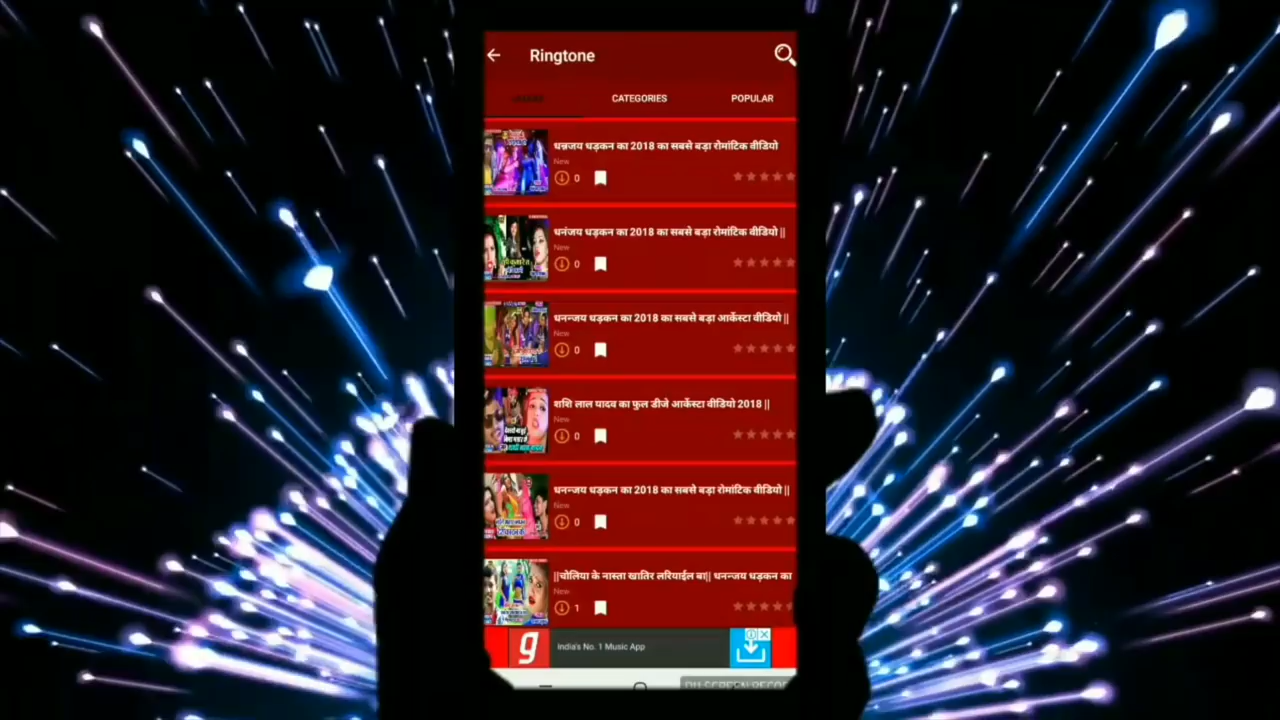 Ringtone
CATEGORIES
POPULAR
धन्नजय धड़कन का 2018 का सबसे बड़ा रोमांटिक वीडियो
New
0
धनंजय धड़कन का 2018 का सबसे बड़ा रोमांटिक वीडियो ||
New
0
धनन्जय धड़कन का 2018 का सबसे बड़ा आर्केस्टा वीडियो ||
New
0
शशि लाल यादव का फुल डीजे आर्केस्टा वीडियो 2018 ||
New
0
धनन्जय धड़कन का 2018 का सबसे बड़ा रोमांटिक वीडियो ||
New
0
||चोलिया के नास्ता खातिर लरियाईल बा|| धनन्जय धड़कन का
New
1
g
India's No. 1 Music App